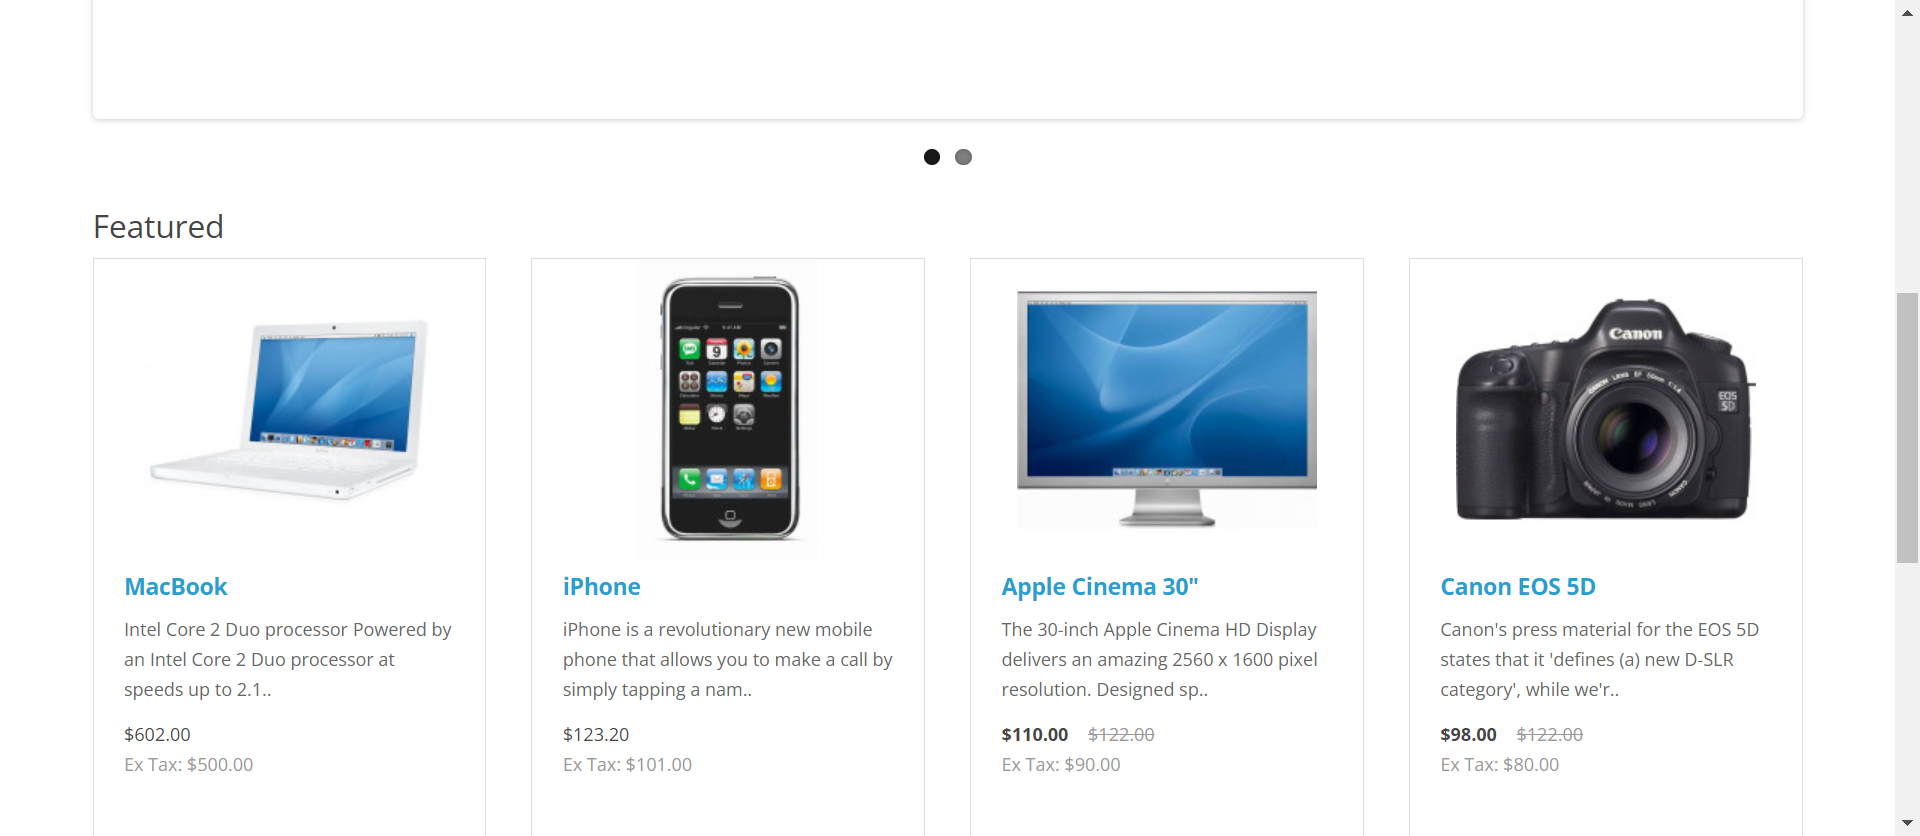 Featured
MacBook
Intel Core 2 Duo processor Powered by
an Intel Core 2 Duo processor at
speeds up to 2.1..
$602.00
Ex Tax: $500.00
iPhone
iPhone is a revolutionary new mobile
phone that allows you to make a call by
simply tapping a nam..
$123.20
Ex Tax: $101.00
Apple Cinema 30"
The 30-inch Apple Cinema HD Display
delivers an amazing 2560 x 1600 pixel
resolution. Designed sp..
$110.00 $122.00
Ex Tax: $90.00
Canon
EOS
5D
Canon EOS 5D
Canon's press material for the EOS 5D
states that it 'defines (a) new D-SLR
category', while we'r..
$98.00 $122.00
Ex Tax: $80.00